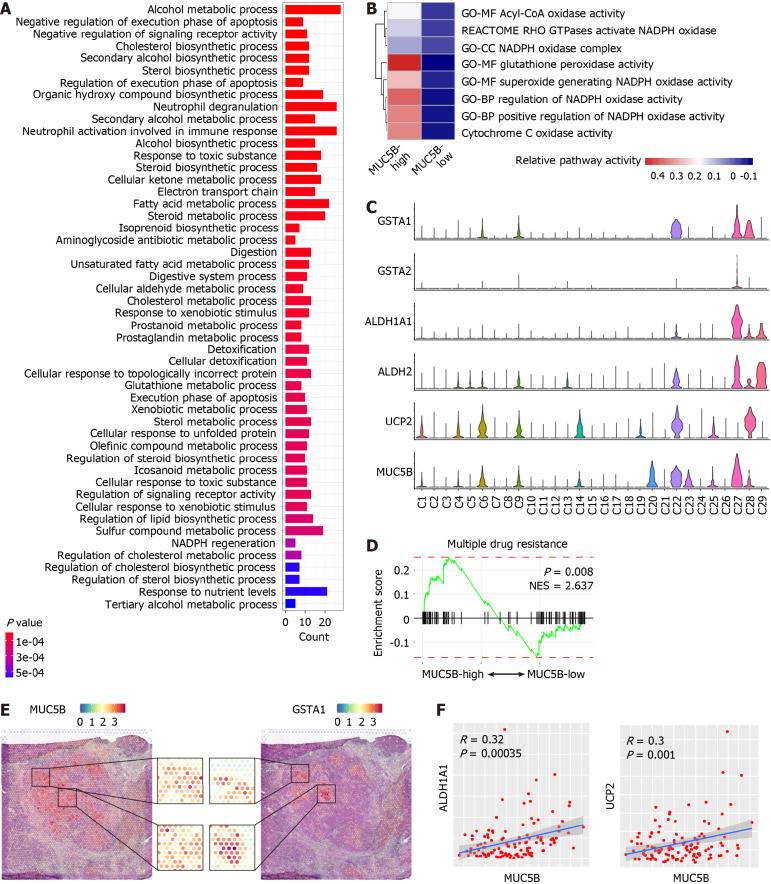 A
Alcohol metabolic process
Negative regulation of execution phase of apoptosis
Negative regulation of signaling receptor activity
Cholesterol biosynthetic process
Secondary alcohol biosynthetic process
Sterol biosynthetic process
Regulation of execution phase of apoptosis
Organic hydroxy compound biosynthetic process
Neutrophil degranulation
Secondary alcohol metabolic process
Neutrophil activation involved in immune response
Alcohol biosynthetic process
Response to toxic substance
Steroid biosynthetic process
Cellular ketone metabolic process
Electron transport chain
Fatty acid metabolic process
Steroid metabolic process
Isoprenoid biosynthetic process
Aminoglycoside antibiotic metabolic process
Digestion
Unsaturated fatty acid metabolic process
Digestive system process
Cellular aldehyde metabolic process
Cholesterol metabolic process
Response to xenobiotic stimulus
Prostanoid metabolic process
Prostaglandin metabolic process
Detoxification
Cellular detoxification
Cellular response to topologically incorrect protein
Glutathione metabolic process
Execution phase of apoptosis
Xenobiotic metabolic process
Sterol metabolic process
Cellular response to unfolded protein
Olefinic compound metabolic process
Regulation of steroid biosynthetic process
Icosanoid metabolic process
Cellular response to toxic substance
Regulation of signaling receptor activity
Cellular response to xenobiotic stimulus
Regulation of lipid biosynthetic process
Sulfur compound metabolic process
NADPH regeneration
Regulation of cholesterol metabolic process
Regulation of cholesterol biosynthetic process
Regulation of sterol biosynthetic process
Response to nutrient levels
Tertiary alcohol metabolic process
0 10 20
Count
P value
1e-04
3e-04
5e-04
B
GO-MF Acyl-CoA oxidase activity
REACTOME RHO GTPases activate NADPH oxidase
GO-CC NADPH oxidase complex
GO-MF glutathione peroxidase activity
GO-MF superoxide generating NADPH oxidase activity
GO-BP regulation of NADPH oxidase activity
GO-BP positive regulation of NADPH oxidase activity
Cytochrome C oxidase activity
MUC5B-high
MUC5B-low
Relative pathway activity
0.4 0.3 0.2 0.1 0 -0.1
C
GSTA1
GSTA2
ALDH1A1
ALDH2
UCP2
MUC5B
C1 C2 C3 C4 C5 C6 C7 C8 C9 C10 C11 C12 C13 C14 C15 C16 C17 C18 C19 C20 C21 C22 C23 C24 C25 C26 C27 C28 C29
D
Multiple drug resistance
P = 0.008
NES = 2.637
Enrichment score
0.2
0.1
0
-0.1
MUC5B-high
MUC5B-low
E
MUC5B
0 1 2 3
GSTA1
0 1 2 3
F
R = 0.32
P = 0.00035
ALDH1A1
MUC5B
R = 0.3
P = 0.001
UCP2
MUC5B